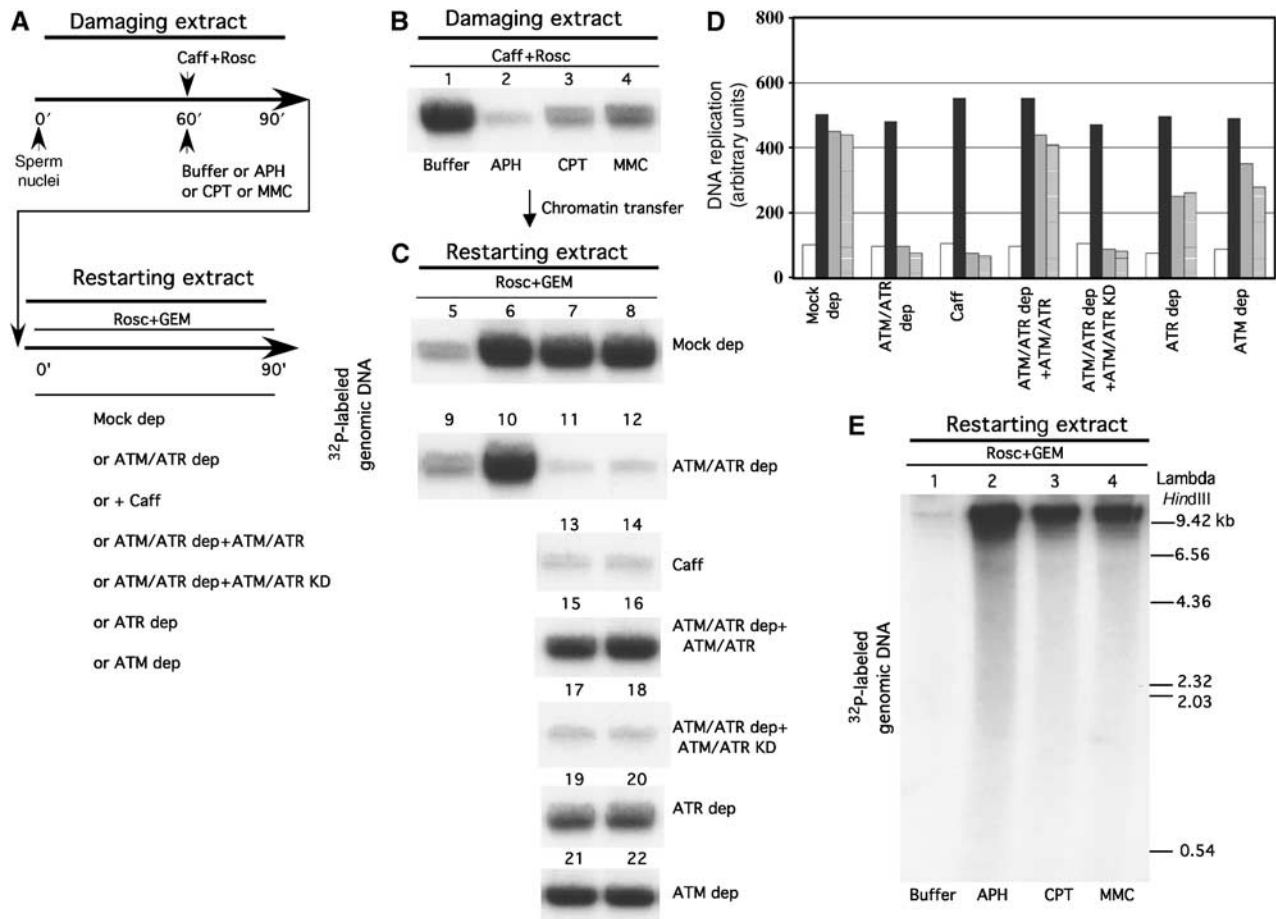 A
Damaging extract
Caff+Rosc
0′
60′
90′
Sperm
nuclei
Buffer or APH
or CPT or MMC
Restarting extract
Rosc+GEM
0'
90'
Mock dep
or ATM/ATR dep
or + Caff
or ATM/ATR dep+ATM/ATR
or ATM/ATR dep+ATM/ATR KD
or ATR dep
or ATM dep
B
Damaging extract
Caff+Rosc
1 2 3 4
Buffer APH CPT MMC
Chromatin transfer
C
Restarting extract
Rosc+GEM
5 6 7 8
Mock dep
9 10 11 12
ATM/ATR dep
13 14
Caff
15 16
ATM/ATR dep+
ATM/ATR
17 18
ATM/ATR dep+
ATM/ATR KD
19 20
ATR dep
21 22
ATM dep
32P-labeled
genomic DNA
D
DNA replication
(arbitrary units)
800
600
400
200
0
Mock
dep
ATM/ATR
dep
Caff
ATM/ATR dep
+ATM/ATR
ATM/ATR dep
+ATM/ATR KD
ATR dep
ATM dep
E
Restarting extract
Rosc+GEM
1 2 3 4
Lambda
HindIII
9.42 kb
6.56
4.36
2.32
2.03
0.54
32P-labeled
genomic DNA
Buffer APH CPT MMC